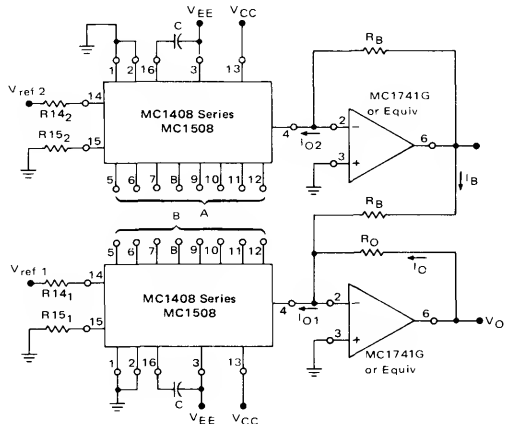 VEE
VCC
C
RB
1
2
16
3
13
Vref 2
14
R142
MC1408 Series
MC1508
MC1741G
or Equiv
15
R152
4
IO2
2
3
6
5
6
7
8
9
10
11
12
IB
A
B
RB
5
6
7
8
9
10
11
12
RO
IO
Vref 1
14
R141
MC1408 Series
MC1508
15
R151
4
IO1
2
3
6
VO
MC1741G
or Equiv
1
2
16
3
13
C
VEE
VCC